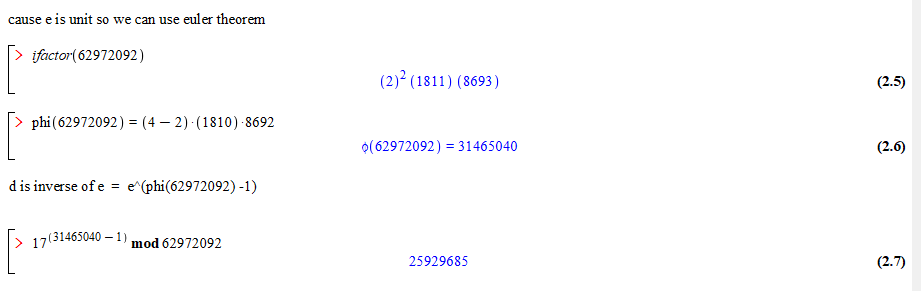 cause e is unit so we can use euler theorem
> ifactor(62972092)
(2)² (1811) (8693) (2.5)
> phi(62972092) = (4 − 2)·(1810)·8692
ϕ(62972092) = 31465040 (2.6)
d is inverse of e = e^(phi(62972092) -1)
> 17^(31465040 − 1) mod 62972092
25929685 (2.7)